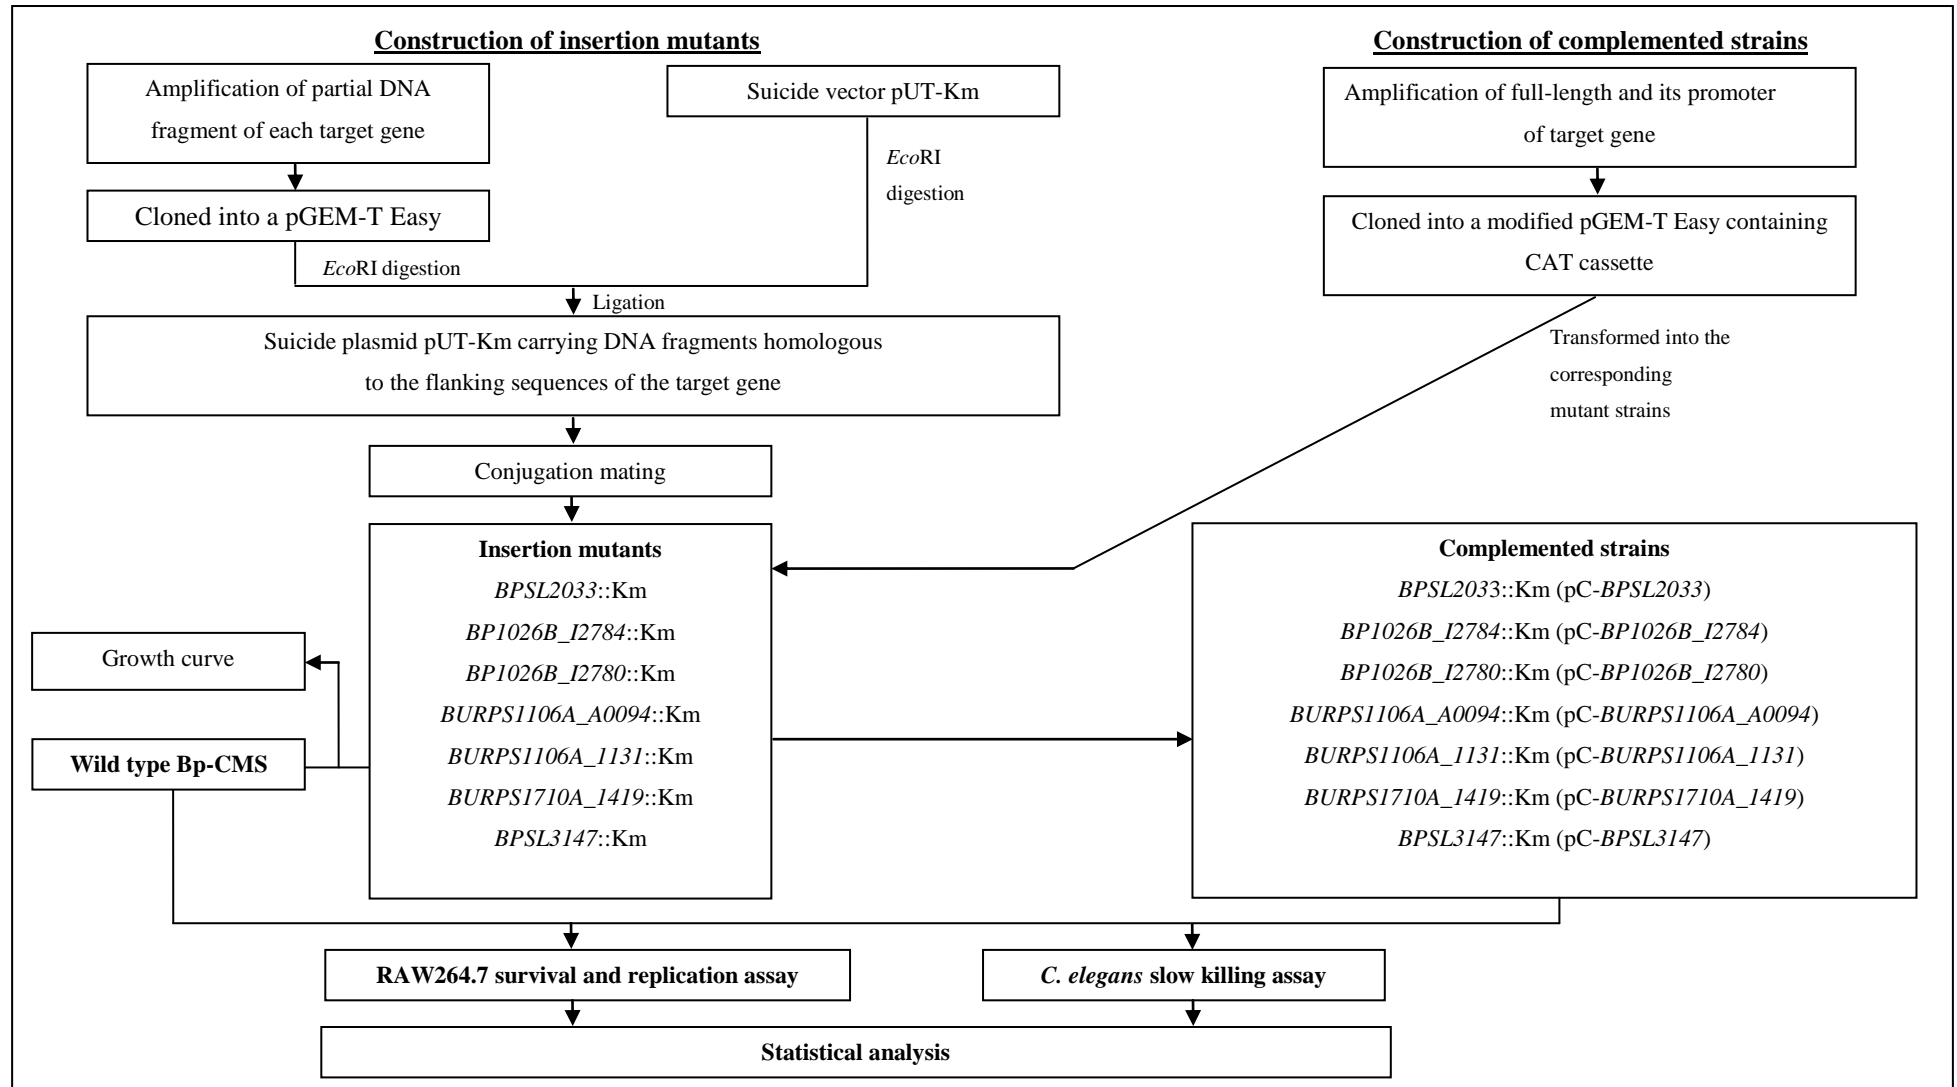 Construction of insertion mutants
Construction of complemented strains
Amplification of partial DNA
fragment of each target gene
Suicide vector pUT-Km
Amplification of full-length and its promoter
of target gene
EcoRI
digestion
Cloned into a pGEM-T Easy
Cloned into a modified pGEM-T Easy containing
CAT cassette
EcoRI digestion
Ligation
Suicide plasmid pUT-Km carrying DNA fragments homologous
to the flanking sequences of the target gene
Transformed into the
corresponding
mutant strains
Conjugation mating
Insertion mutants
BPSL2033::Km
BP1026B_I2784::Km
BP1026B_I2780::Km
BURPS1106A_A0094::Km
BURPS1106A_1131::Km
BURPS1710A_1419::Km
BPSL3147::Km
Complemented strains
BPSL2033::Km (pC-BPSL2033)
BP1026B_I2784::Km (pC-BP1026B_I2784)
BP1026B_I2780::Km (pC-BP1026B_I2780)
BURPS1106A_A0094::Km (pC-BURPS1106A_A0094)
BURPS1106A_1131::Km (pC-BURPS1106A_1131)
BURPS1710A_1419::Km (pC-BURPS1710A_1419)
BPSL3147::Km (pC-BPSL3147)
Growth curve
Wild type Bp-CMS
RAW264.7 survival and replication assay
C. elegans slow killing assay
Statistical analysis